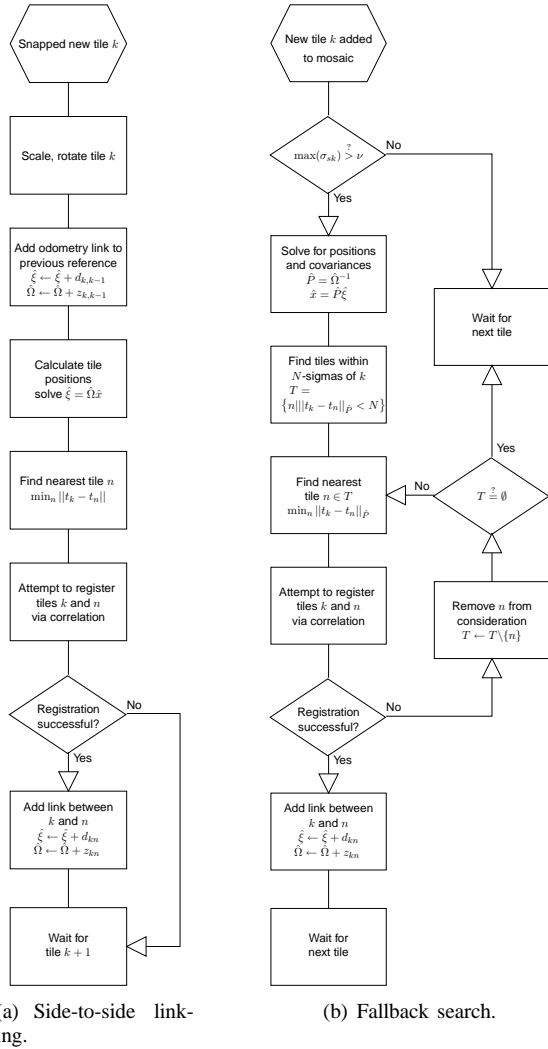 Snapped new tile k
Scale, rotate tile k
Add odometry link to
previous reference
ξ̂ ← ξ̂ + d_{k,k−1}
Ω̂ ← Ω̂ + z_{k,k−1}
Calculate tile
positions
solve ξ̂ = Ω̂x̂
Find nearest tile n
min_n ||t_k − t_n||
Attempt to register
tiles k and n
via correlation
Registration
successful?
No
Yes
Add link between
k and n
ξ̂ ← ξ̂ + d_{kn}
Ω̂ ← Ω̂ + z_{kn}
Wait for
tile k + 1
(a) Side-to-side link-
ing.
New tile k added
to mosaic
max(σ_{sk}) >? ν
No
Yes
Solve for positions
and covariances
P̂ = Ω̂^{−1}
x̂ = P̂ξ̂
Find tiles within
N-sigmas of k
T =
{n|||t_k − t_n||_{P̂} < N}
Find nearest
tile n ∈ T
min_n ||t_k − t_n||_{P̂}
Attempt to register
tiles k and n
via correlation
Registration
successful?
No
Yes
Add link between
k and n
ξ̂ ← ξ̂ + d_{kn}
Ω̂ ← Ω̂ + z_{kn}
Wait for
next tile
Wait for
next tile
Yes
No
T =? ∅
Remove n from
consideration
T ← T\{n}
(b) Fallback search.